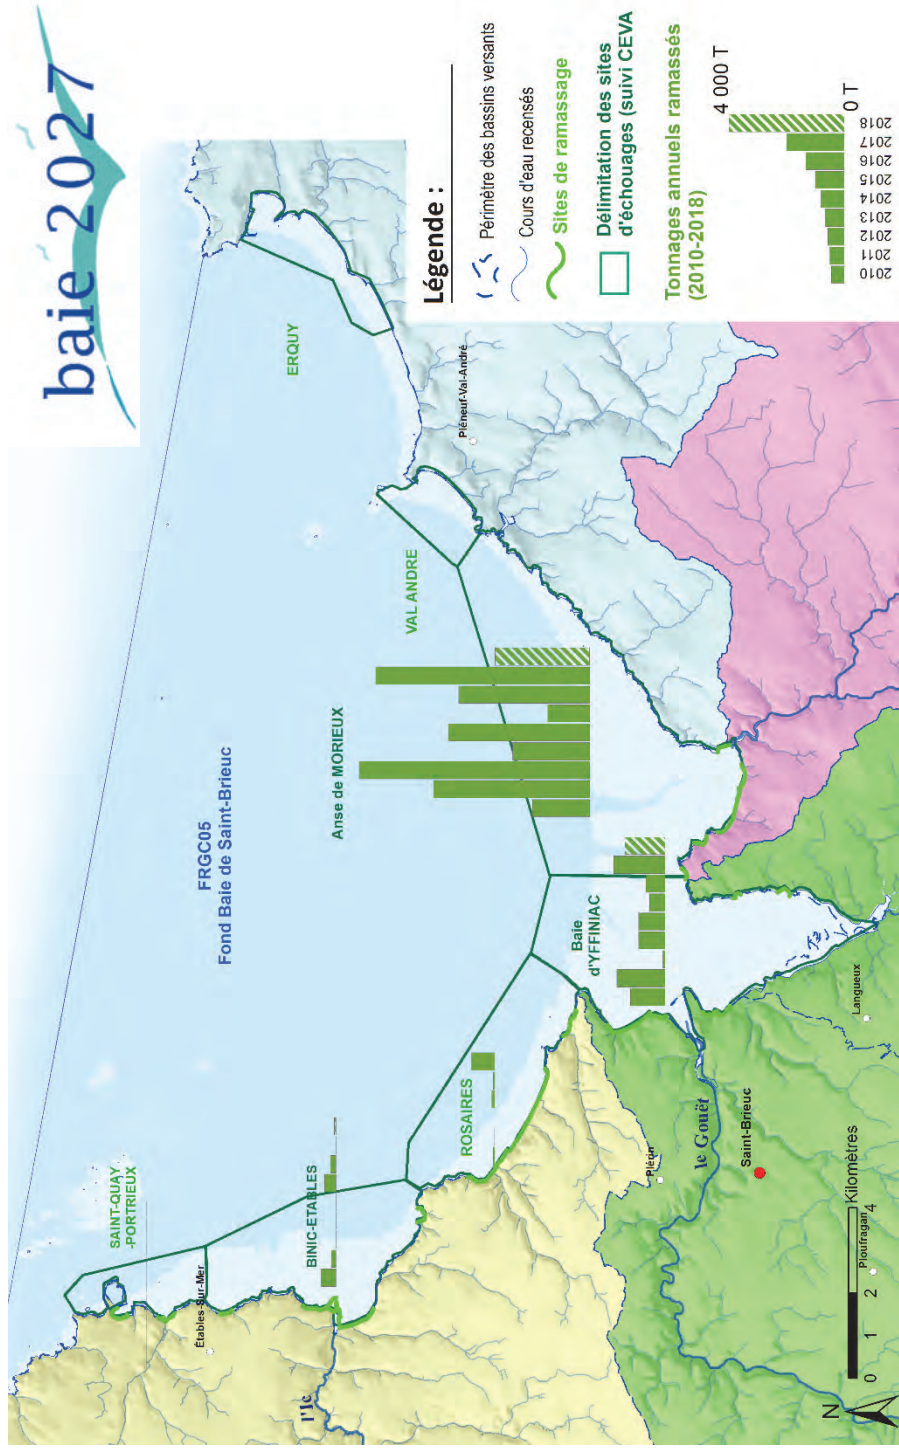 baie 2027
FRGC05
Fond Baie de Saint-Brieuc
SAINT-QUAY
-PORTRIEUX
Étables-Sur-Mer
BINIC-ETABLES
l'Ic
ROSAIRES
Baie
d'YFFINIAC
Anse de MORIEUX
VAL ANDRE
ERQUY
Pléneuf-Val-André
Plérin
le Gouët
Saint-Brieuc
Langueux
Ploufragan
N
0 1 2 4
Kilomètres
Légende :
Périmètre des bassins versants
Cours d'eau recensés
Sites de ramassage
Délimitation des sites
d'échouages (suivi CEVA
Tonnages annuels ramassés
(2010-2018)
4 000 T
0 T
2010
2011
2012
2013
2014
2015
2016
2017
2018